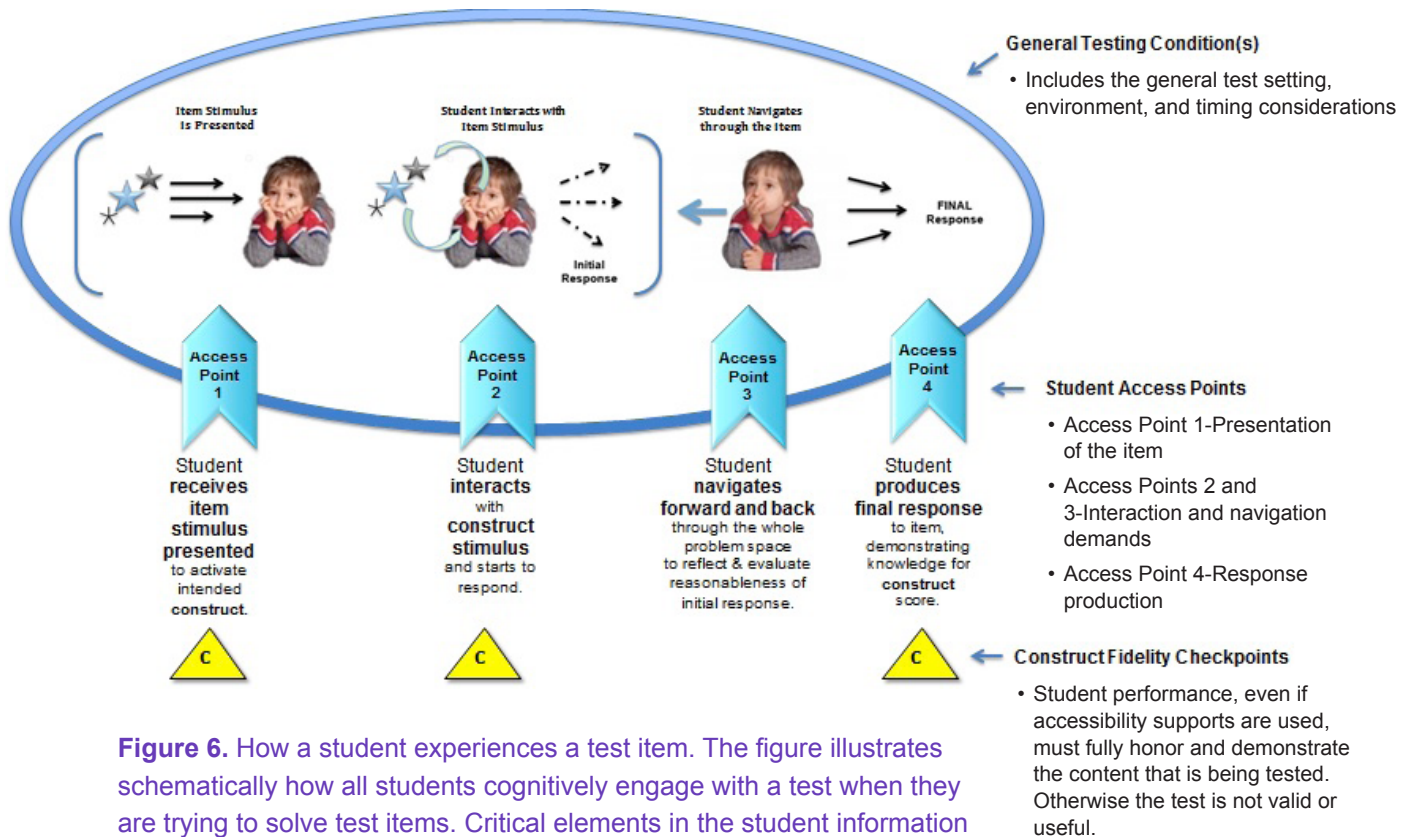 General Testing Condition(s)
• Includes the general test setting,
environment, and timing considerations
Item Stimulus
Is Presented
Student Interacts with
Item Stimulus
Student Navigates
through the Item
Initial
Response
FINAL
Response
Access
Point
1
Access
Point
2
Access
Point
3
Access
Point
4
Student
receives
item
stimulus
presented
to activate
intended
construct.
Student
interacts
with
construct
stimulus
and starts to
respond.
Student
navigates
forward and back
through the whole
problem space
to reflect & evaluate
reasonableness of
initial response.
Student
produces
final response
to item,
demonstrating
knowledge for
construct
score.
Student Access Points
• Access Point 1-Presentation
of the item
• Access Points 2 and
3-Interaction and navigation
demands
• Access Point 4-Response
production
C
C
C
Construct Fidelity Checkpoints
• Student performance, even if
accessibility supports are used,
must fully honor and demonstrate
the content that is being tested.
Otherwise the test is not valid or
useful.
Figure 6. How a student experiences a test item. The figure illustrates
schematically how all students cognitively engage with a test when they
are trying to solve test items. Critical elements in the student information